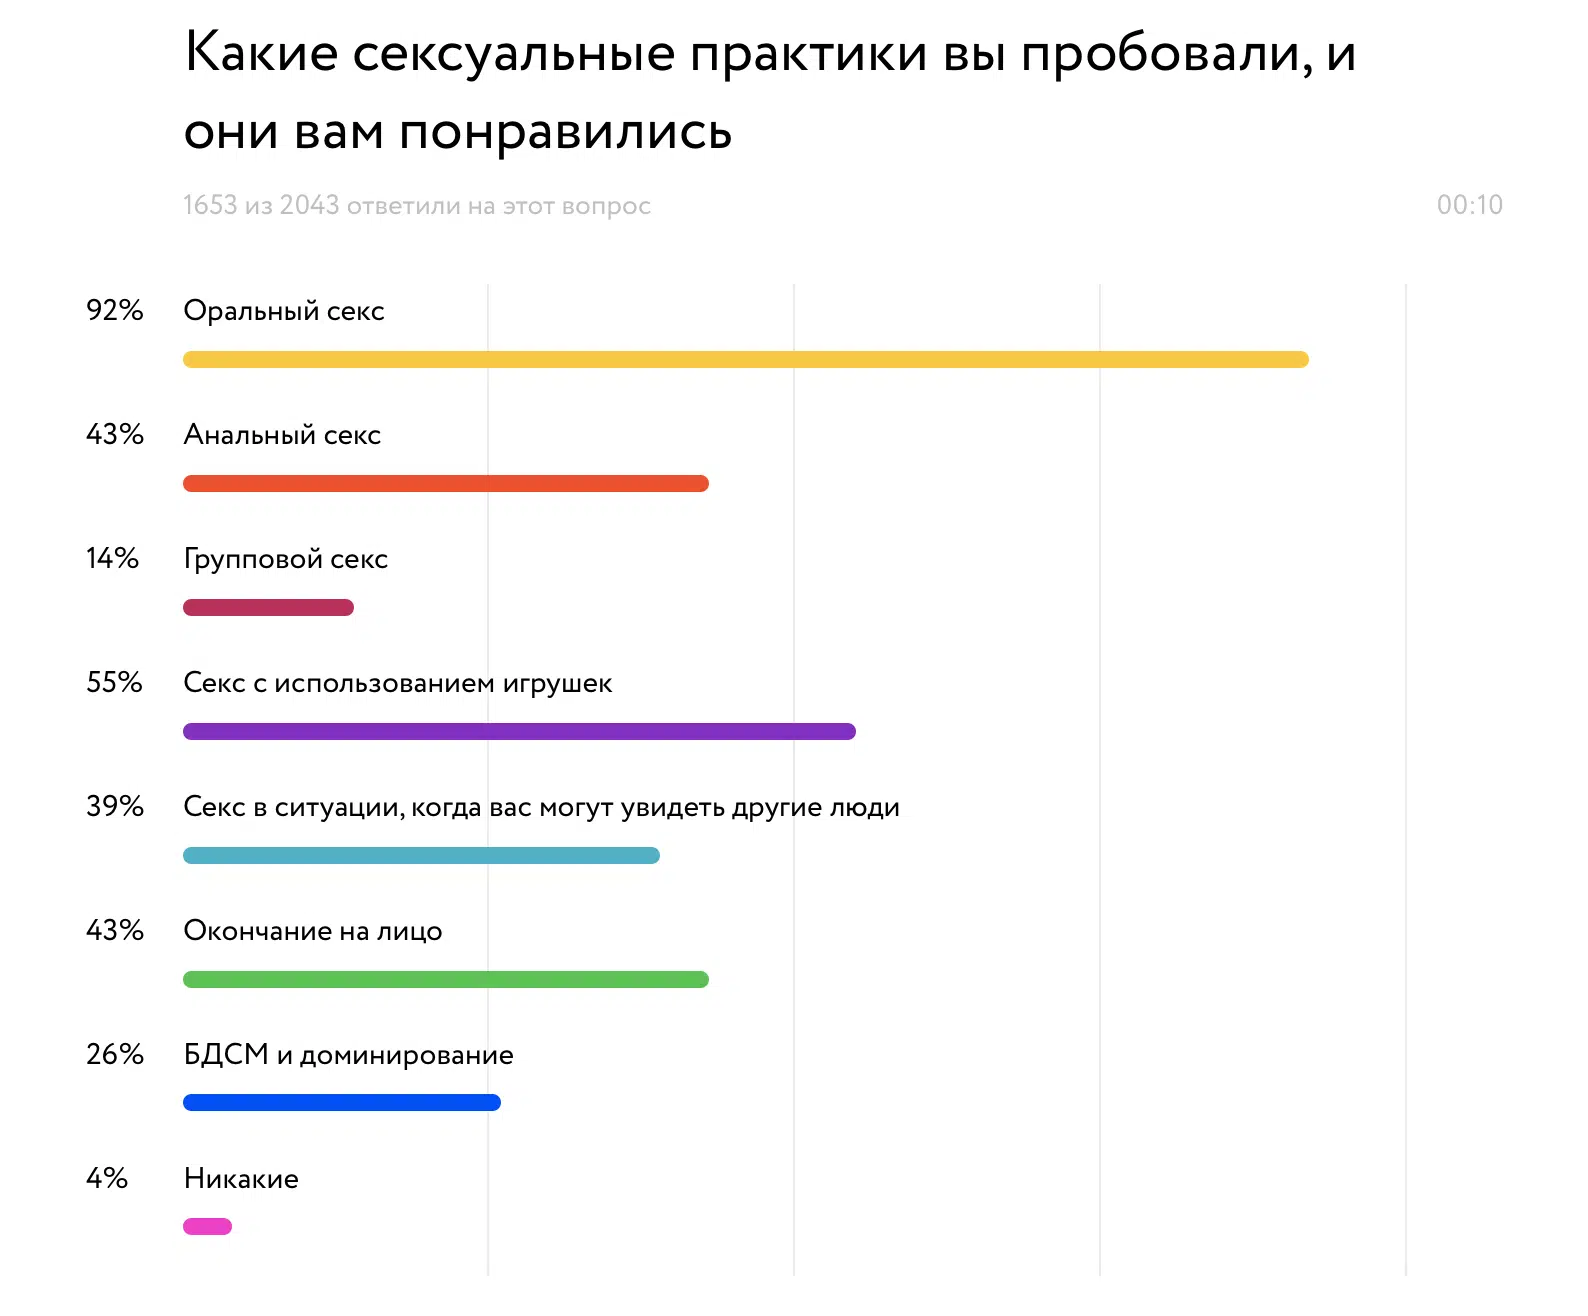 Какие сексуальные практики вы пробовали, и
они вам понравились
1653 из 2043 ответили на этот вопрос 00:10
92% Оральный секс
43% Анальный секс
14% Групповой секс
55% Секс с использованием игрушек
39% Секс в ситуации, когда вас могут увидеть другие люди
43% Окончание на лицо
26% БДСМ и доминирование
4% Никакие